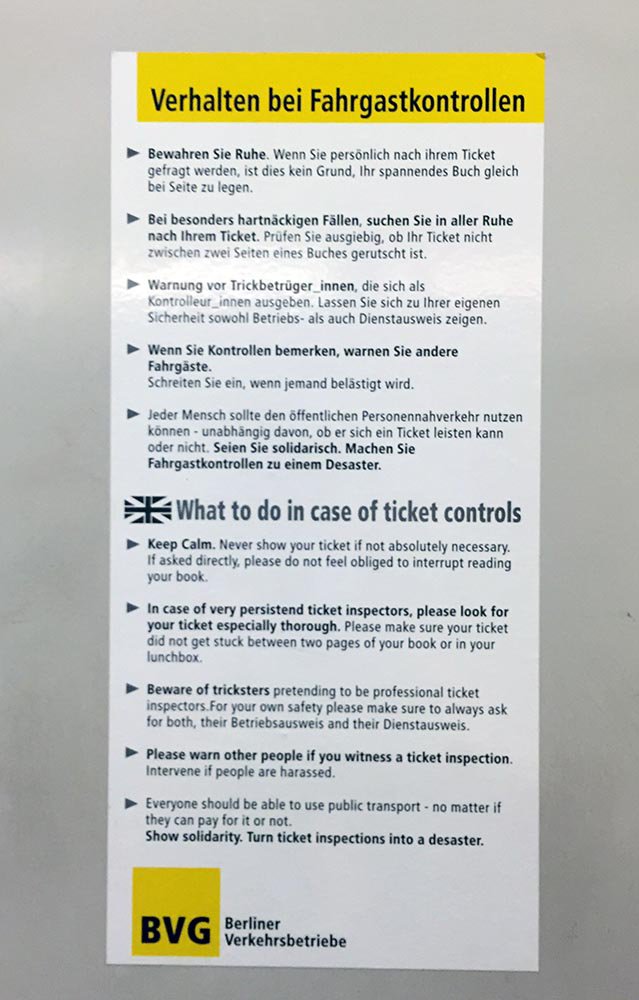 Verhalten bei Fahrgastkontrollen
Bewahren Sie Ruhe. Wenn Sie persönlich nach ihrem Ticket
gefragt werden, ist dies kein Grund, Ihr spannendes Buch gleich
bei Seite zu legen.
Bei besonders hartnäckigen Fällen, suchen Sie in aller Ruhe
nach Ihrem Ticket. Prüfen Sie ausgiebig, ob Ihr Ticket nicht
zwischen zwei Seiten eines Buches gerutscht ist.
Warnung vor Trickbetrüger_innen, die sich als
Kontrolleur_innen ausgeben. Lassen Sie sich zu Ihrer eigenen
Sicherheit sowohl Betriebs- als auch Dienstausweis zeigen.
Wenn Sie Kontrollen bemerken, warnen Sie andere
Fahrgäste.
Schreiten Sie ein, wenn jemand belästigt wird.
Jeder Mensch sollte den öffentlichen Personennahverkehr nutzen
können - unabhängig davon, ob er sich ein Ticket leisten kann
oder nicht. Seien Sie solidarisch. Machen Sie
Fahrgastkontrollen zu einem Desaster.
What to do in case of ticket controls
Keep Calm. Never show your ticket if not absolutely necessary.
If asked directly, please do not feel obliged to interrupt reading
your book.
In case of very persistend ticket inspectors, please look for
your ticket especially thorough. Please make sure your ticket
did not get stuck between two pages of your book or in your
lunchbox.
Beware of tricksters pretending to be professional ticket
inspectors.For your own safety please make sure to always ask
for both, their Betriebsausweis and their Dienstausweis.
Please warn other people if you witness a ticket inspection.
Intervene if people are harassed.
Everyone should be able to use public transport - no matter if
they can pay for it or not.
Show solidarity. Turn ticket inspections into a desaster.
BVG Berliner
Verkehrsbetriebe